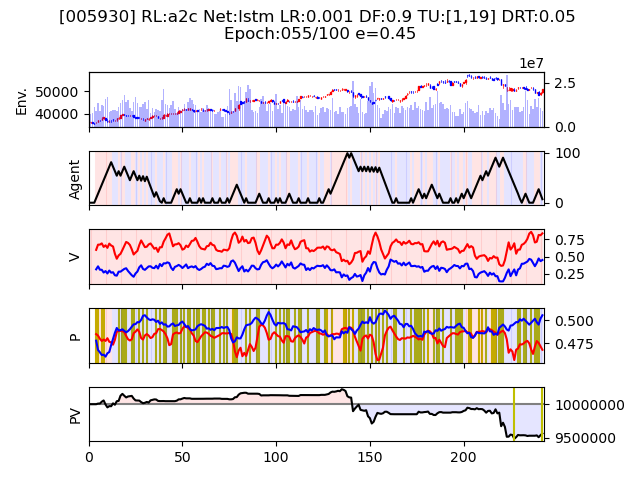 [005930] RL:a2c Net:lstm LR:0.001 DF:0.9 TU:[1,19] DRT:0.05
Epoch:055/100 e=0.45
1e7
Env.
50000
40000
2.5
0.0
Agent
100
0
V
0.75
0.50
0.25
P
0.500
0.475
PV
10000000
9500000
0
50
100
150
200